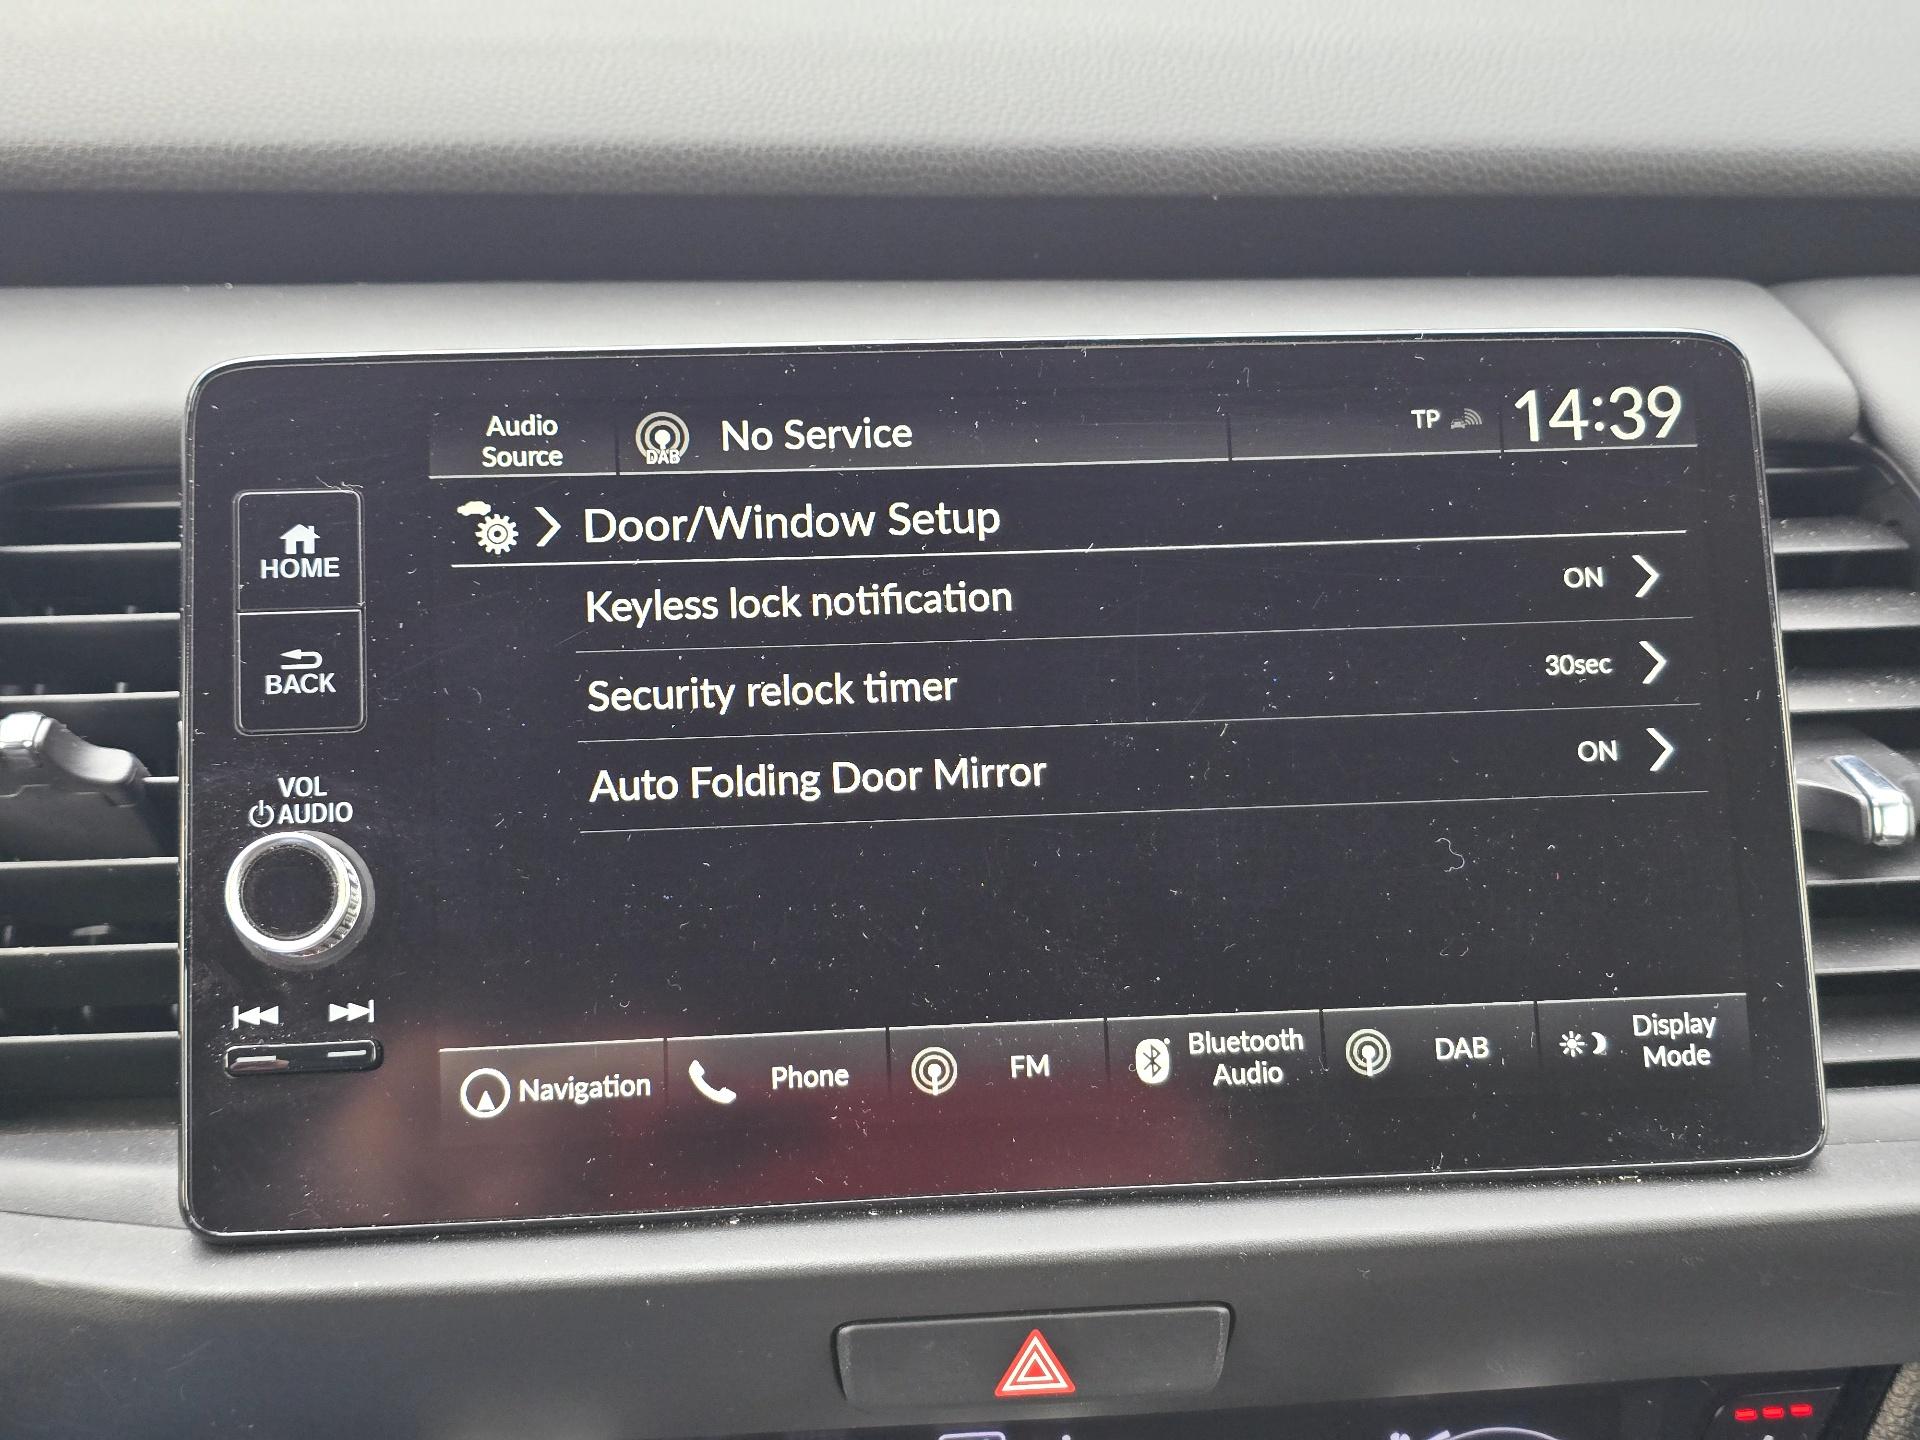 Audio
Source
DAB
No Service
TP
14:39
HOME
BACK
VOL
AUDIO
Door/Window Setup
Keyless lock notification
ON
Security relock timer
30sec
Auto Folding Door Mirror
ON
Navigation
Phone
FM
Bluetooth
Audio
DAB
Display
Mode